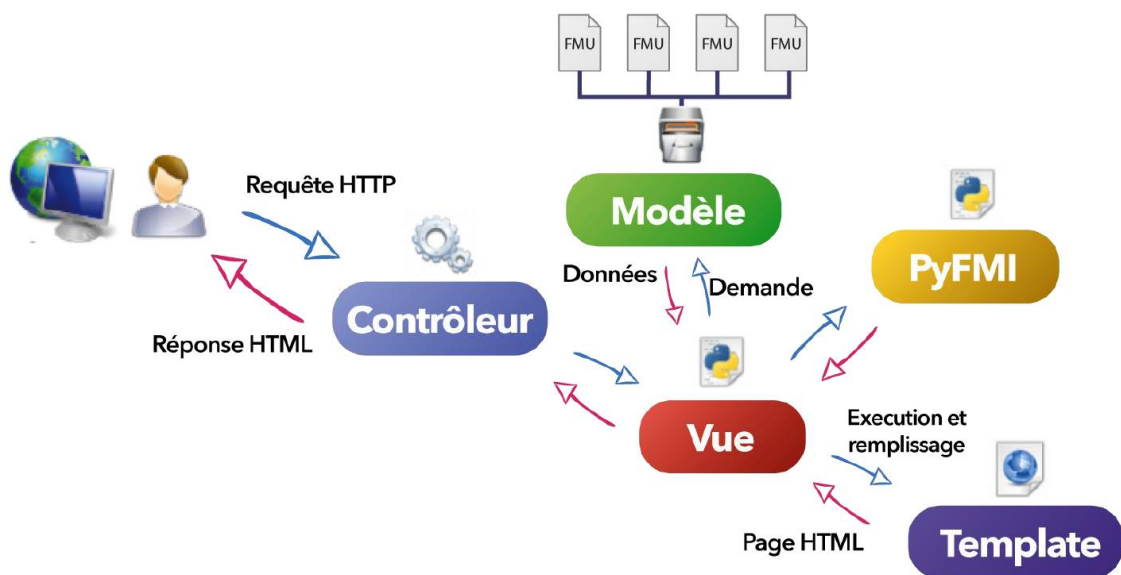 FMU
FMU
FMU
FMU
Requête HTTP
Modèle
PyFMI
Données
Demande
Contrôleur
Réponse HTML
Vue
Execution et
remplissage
Page HTML
Template